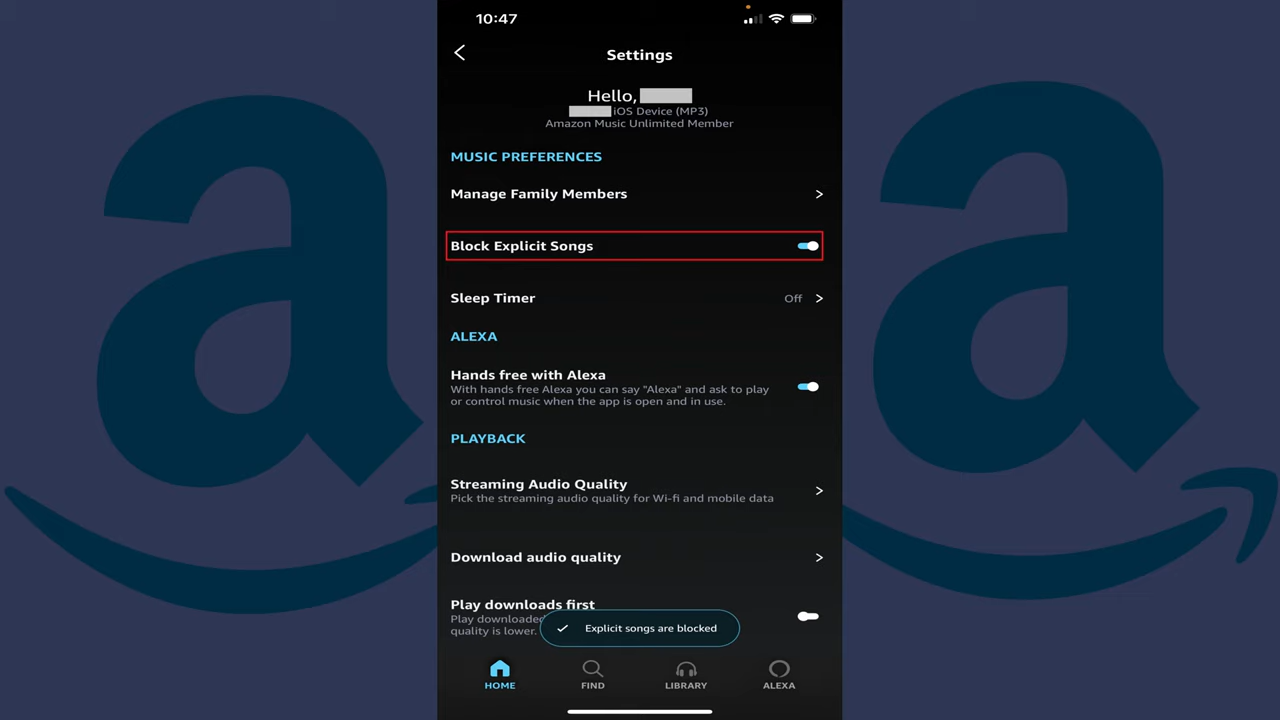 10:47
Settings
Hello,
iOS Device (MP3)
Amazon Music Unlimited Member
MUSIC PREFERENCES
Manage Family Members
Block Explicit Songs
Sleep Timer Off
ALEXA
Hands free with Alexa
With hands free Alexa you can say "Alexa" and ask to play
or control music when the app is open and in use.
PLAYBACK
Streaming Audio Quality
Pick the streaming audio quality for Wi-fi and mobile data
Download audio quality
Play downloads first
Play downloaded
quality is lower.
Explicit songs are blocked
HOME FIND LIBRARY ALEXA